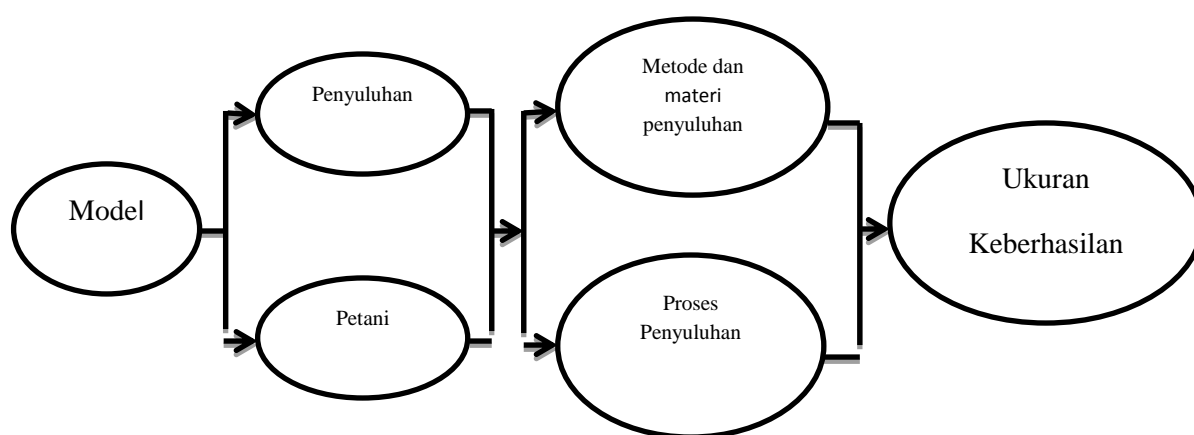 Model
Penyuluhan
Petani
Metode dan
materi
penyuluhan
Proses
Penyuluhan
Ukuran
Keberhasilan